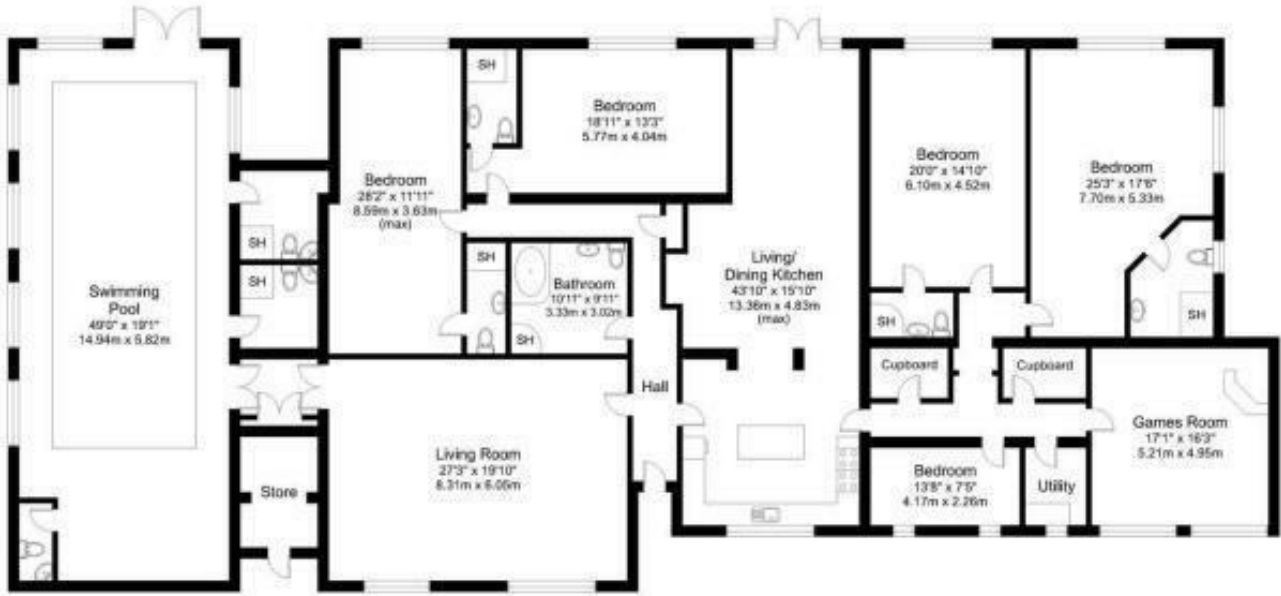 SH
Bedroom
18'11" x 13'3"
5.77m x 4.04m
Bedroom
20'0" x 14'10"
6.10m x 4.52m
Bedroom
25'3" x 17'6"
7.70m x 5.33m
Bedroom
28'2" x 11'11"
8.59m x 3.63m
(max)
SH
SH
Swimming
Pool
49'0" x 19'1"
14.94m x 5.82m
SH
Bathroom
10'11" x 9'11"
3.33m x 3.02m
SH
Living/
Dining Kitchen
43'10" x 15'10"
13.36m x 4.83m
(max)
SH
SH
Cupboard
Cupboard
Hall
Living Room
27'3" x 19'10"
8.31m x 6.05m
Games Room
17'1" x 16'3"
5.21m x 4.95m
Store
Bedroom
13'8" x 7'5"
4.17m x 2.26m
Utility